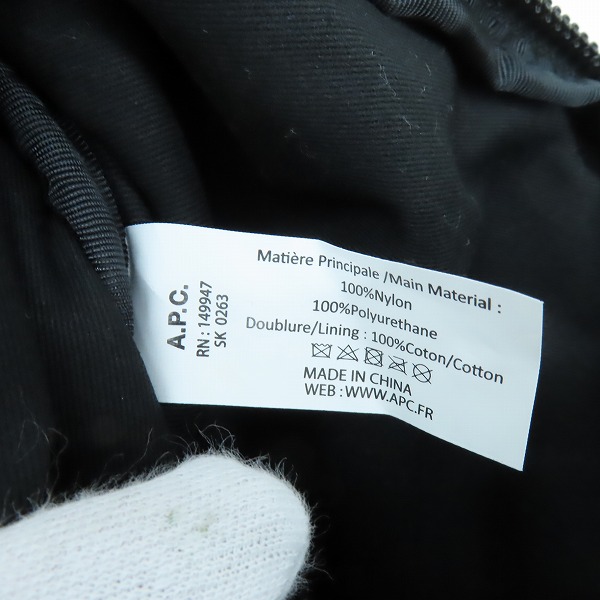 A.P.C.
RN : 149947
SK 0263
Matière Principale /Main Material :
100%Nylon
100%Polyurethane
Doublure/Lining : 100%Coton/Cotton
MADE IN CHINA
WEB : WWW.APC.FR